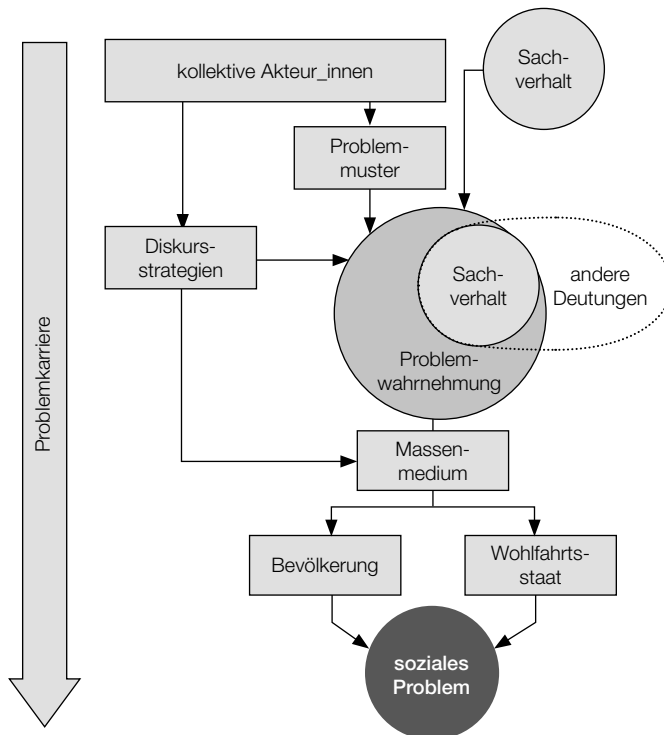 kollektive Akteur_innen
Sach-
verhalt
Problem-
muster
Diskurs-
strategien
Sach-
verhalt
andere
Deutungen
Problem-
wahrnehmung
Problemkarriere
Massen-
medium
Bevölkerung
Wohlfahrts-
staat
soziales
Problem